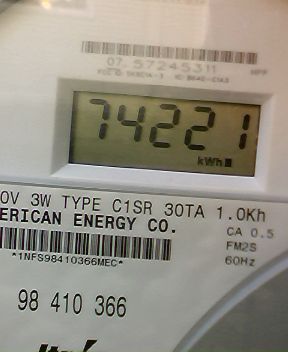 07. 57245311
74221
kWh
0V 3W TYPE C1SR 30TA 1.0Kh
ERICAN ENERGY CO.
CA 0.5
FM2S
*1NFS98410366MEC*
60Hz
98 410 366